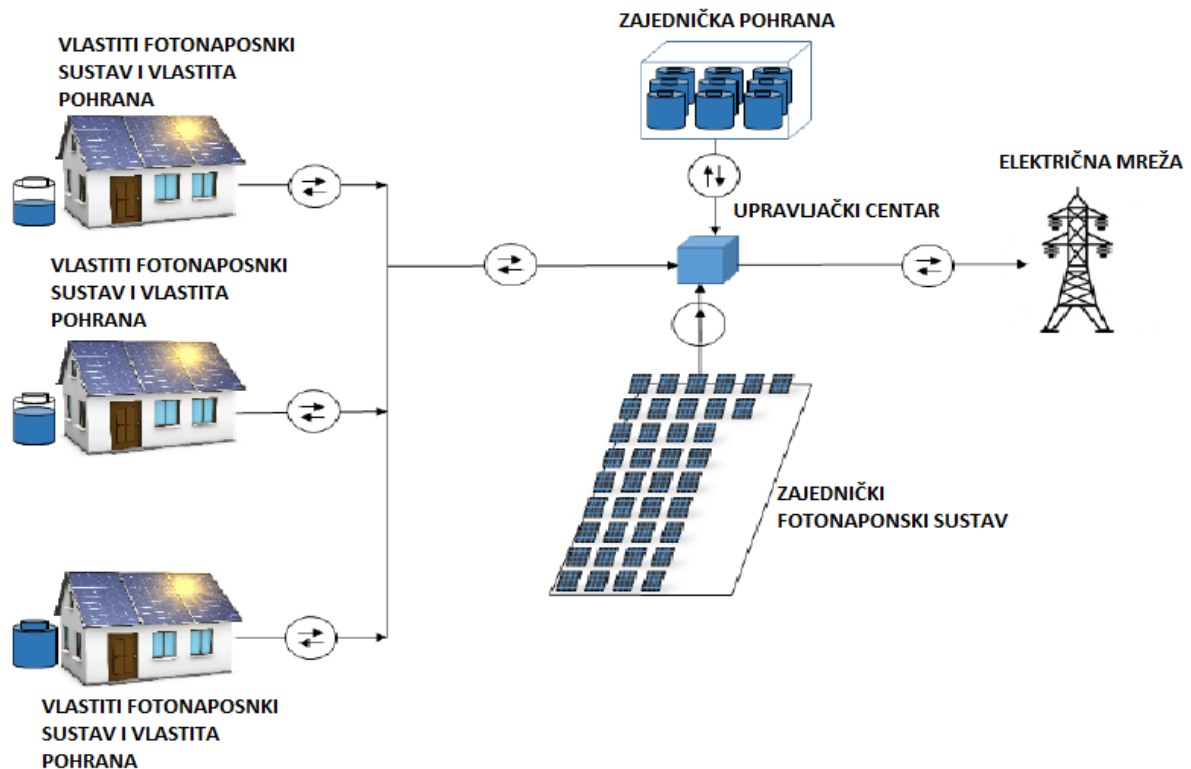 VLASTITI FOTONAPOSNKI
SUSTAV I VLASTITA
POHRANA
ZAJEDNIČKA POHRANA
ELEKTRIČNA MREŽA
UPRAVLJAČKI CENTAR
VLASTITI FOTONAPOSNKI
SUSTAV I VLASTITA
POHRANA
ZAJEDNIČKI
FOTONAPONSKI SUSTAV
VLASTITI FOTONAPOSNKI
SUSTAV I VLASTITA
POHRANA